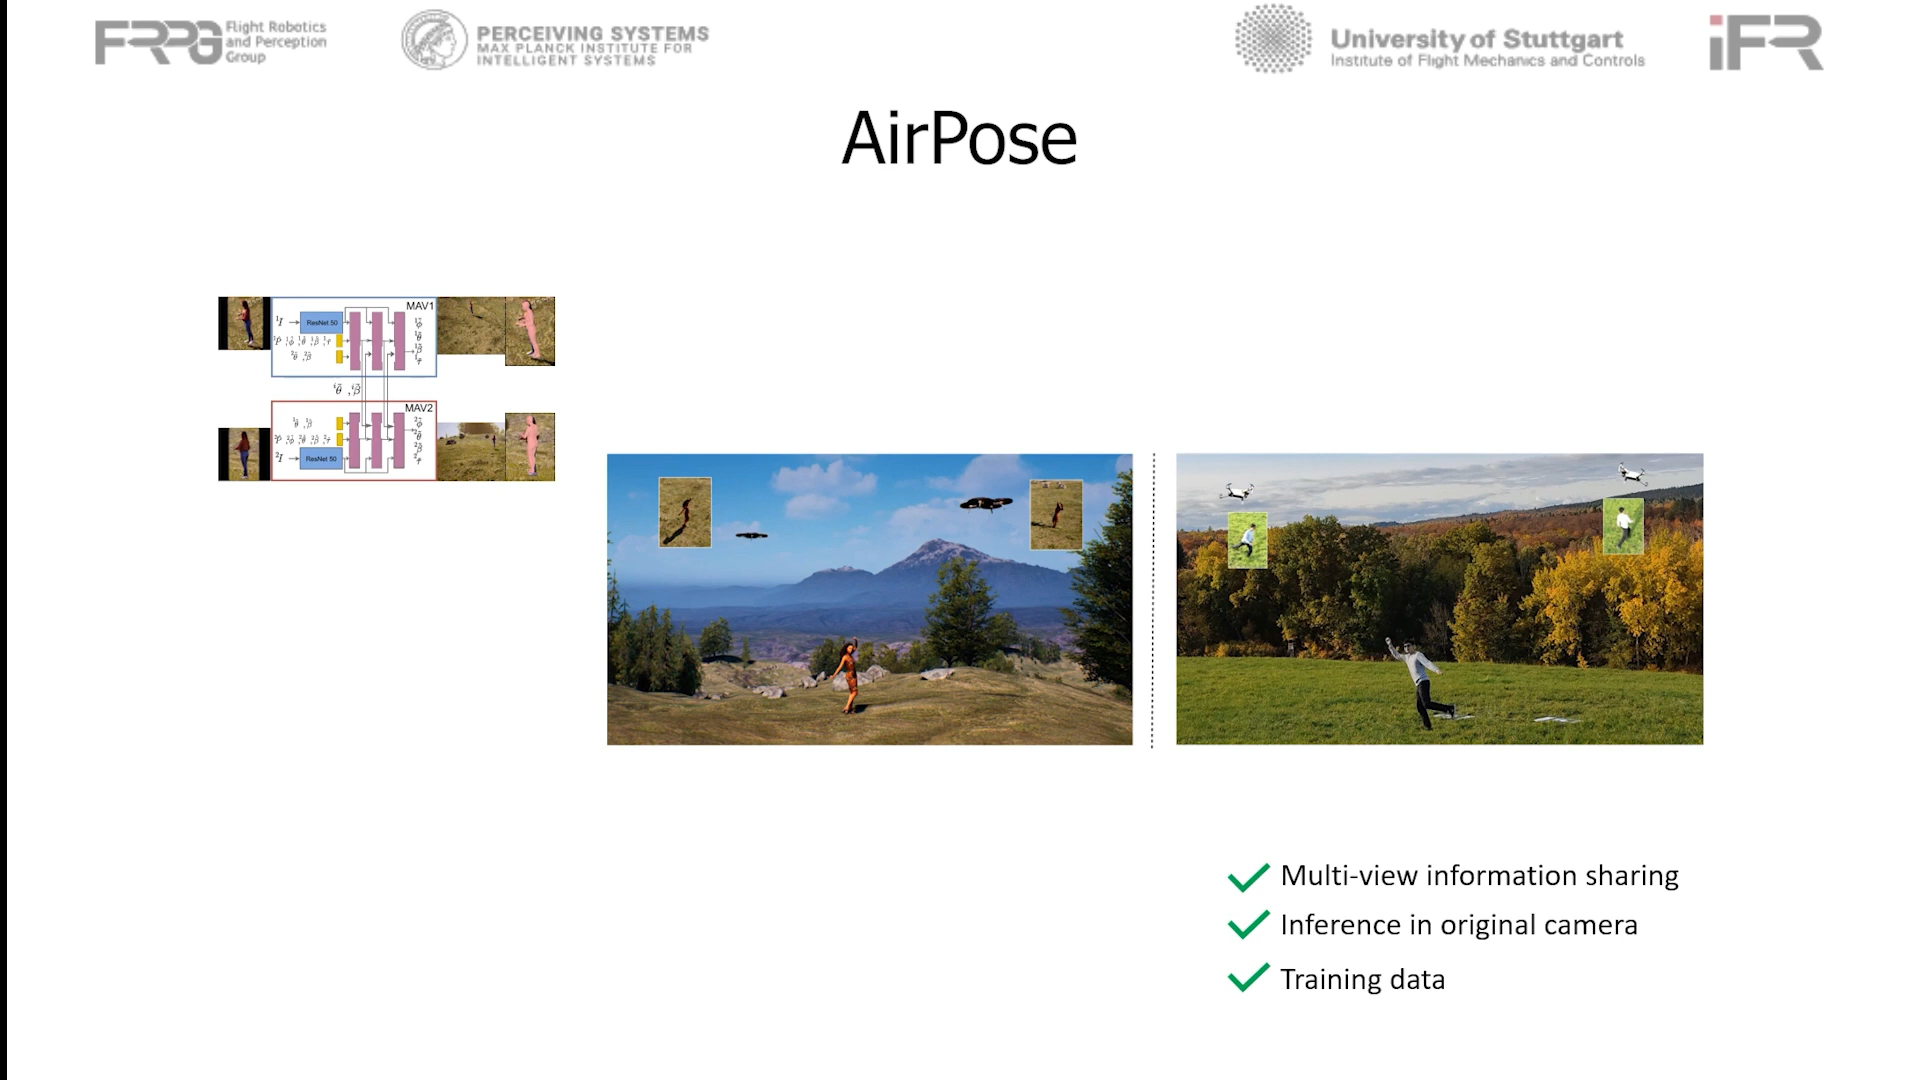 FRPG
Flight Robotics
and Perception
Group
PERCEIVING SYSTEMS
MAX PLANCK INSTITUTE FOR
INTELLIGENT SYSTEMS
University of Stuttgart
Institute of Flight Mechanics and Controls
iFR
AirPose
MAV1
ResNet 50
MAV2
ResNet 50
Multi-view information sharing
Inference in original camera
Training data